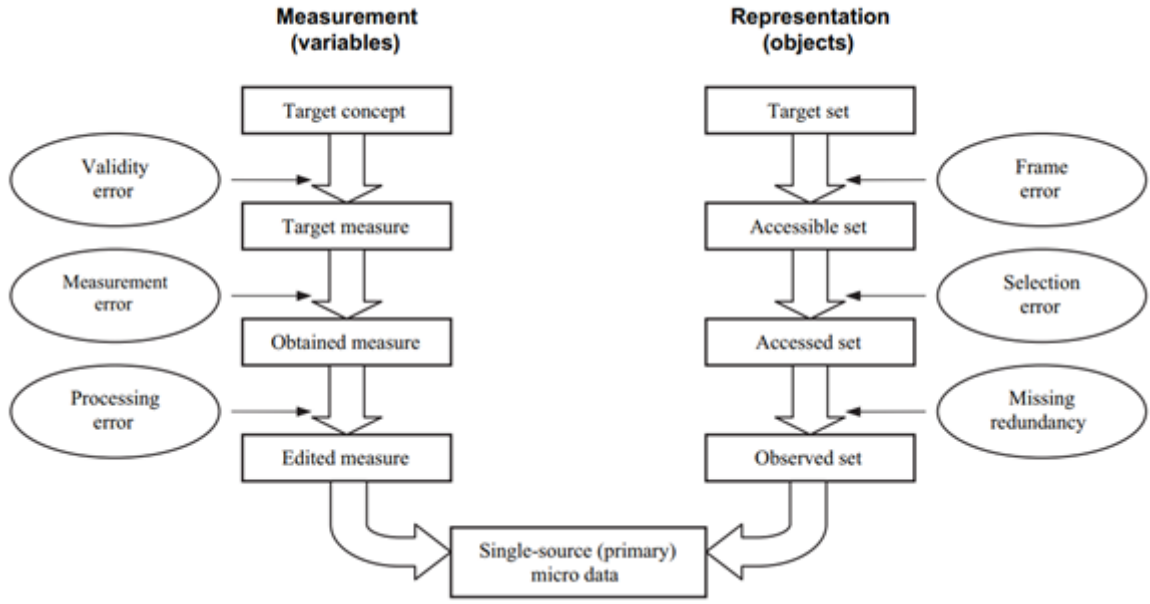 Measurement
(variables)
Representation
(objects)
Target concept
Target set
Validity
error
Frame
error
Target measure
Accessible set
Measurement
error
Selection
error
Obtained measure
Accessed set
Processing
error
Missing
redundancy
Edited measure
Observed set
Single-source (primary)
micro data